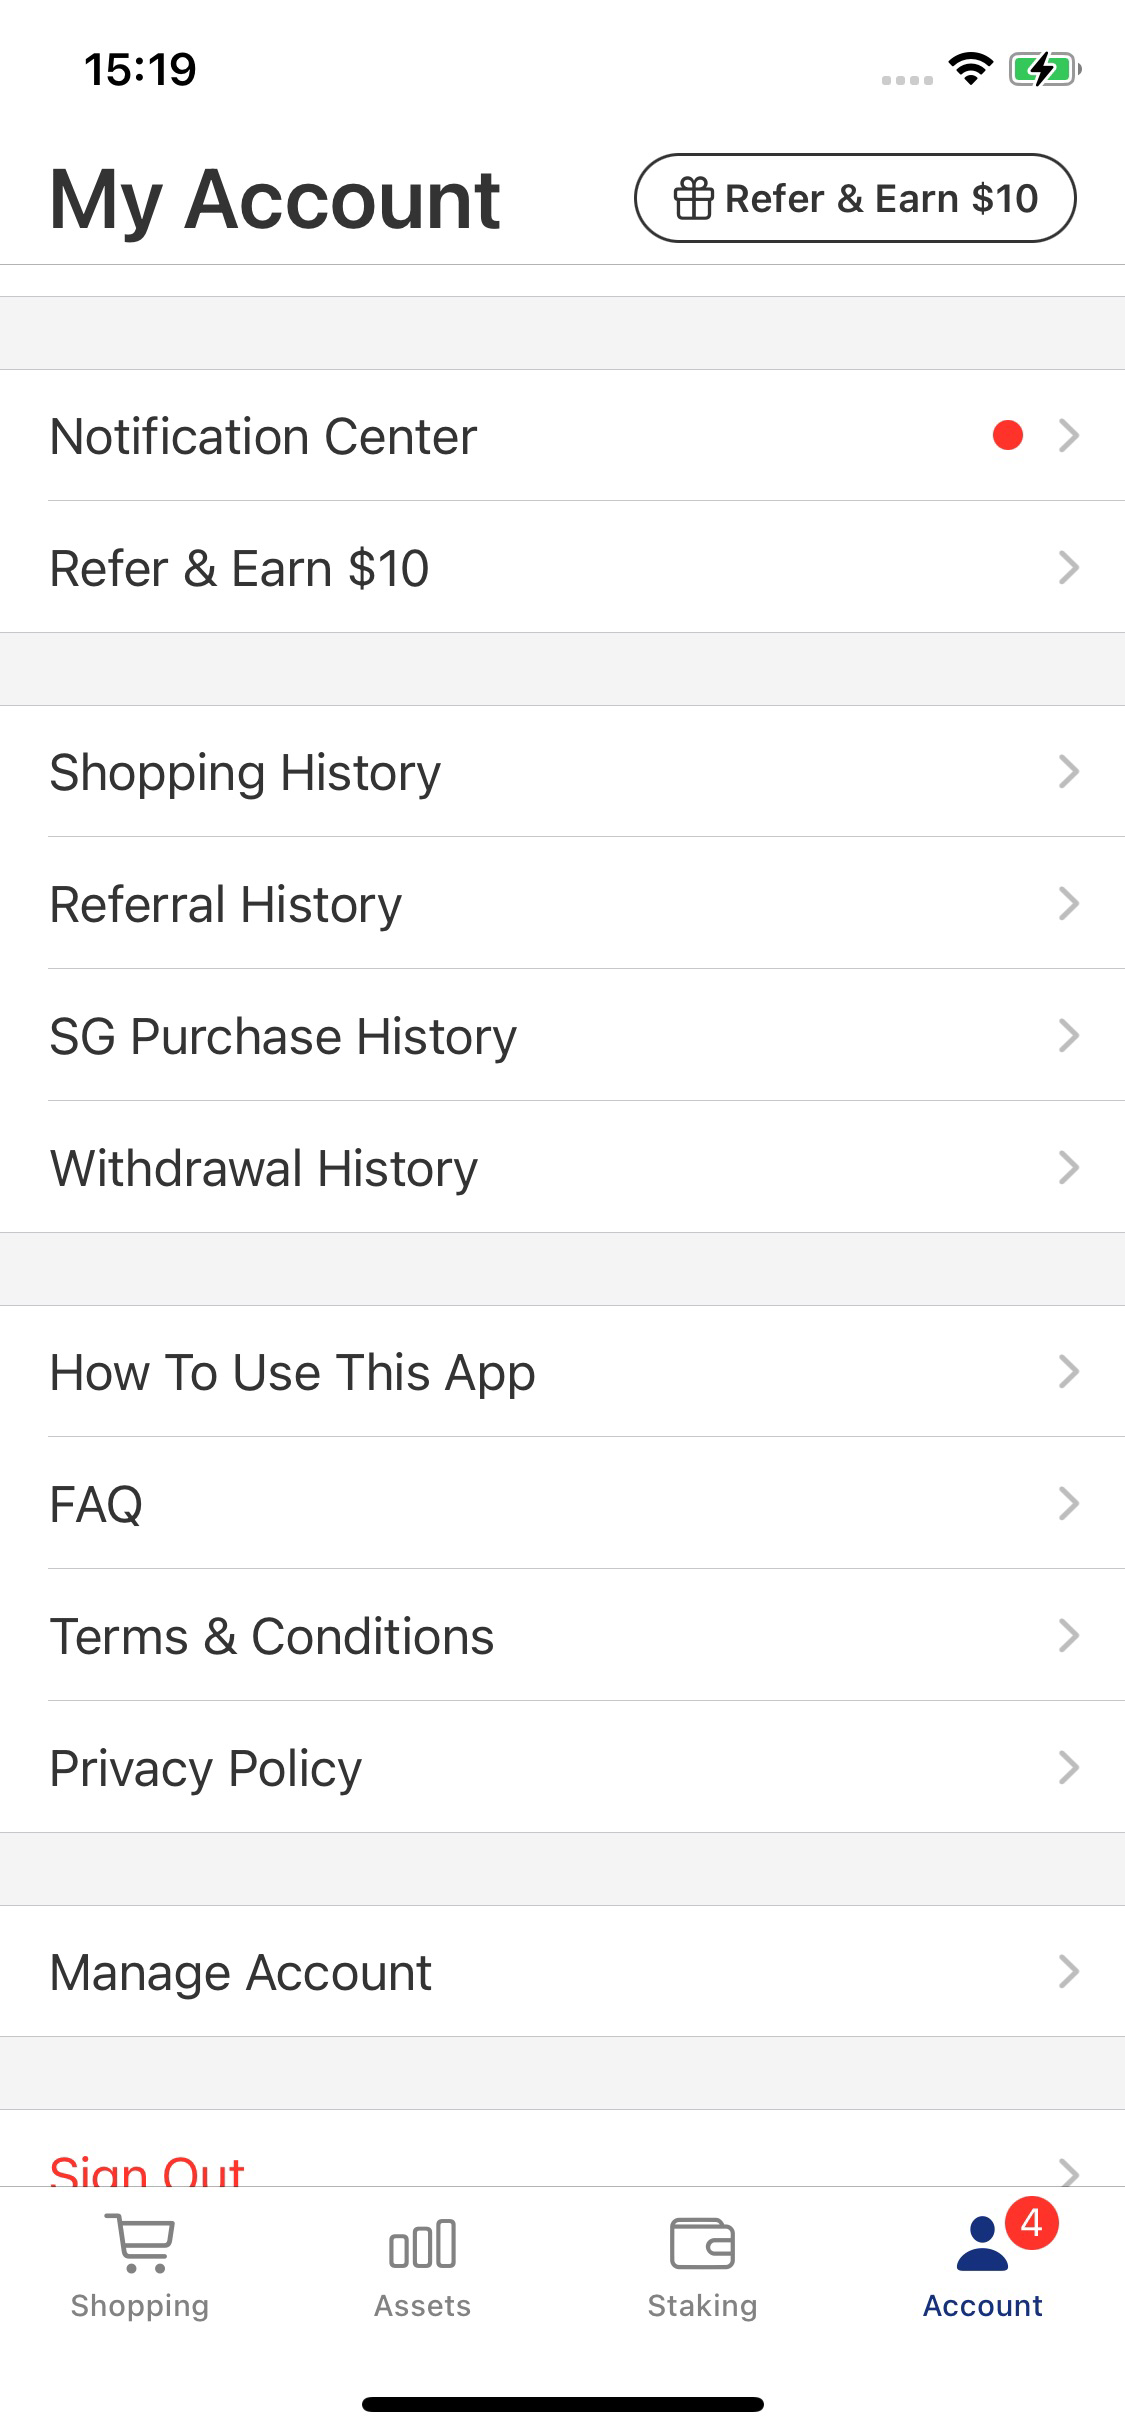 15:19
My Account
Refer & Earn $10
Notification Center
Refer & Earn $10
Shopping History
Referral History
SG Purchase History
Withdrawal History
How To Use This App
FAQ
Terms & Conditions
Privacy Policy
Manage Account
Sign Out
4
Shopping
Assets
Staking
Account